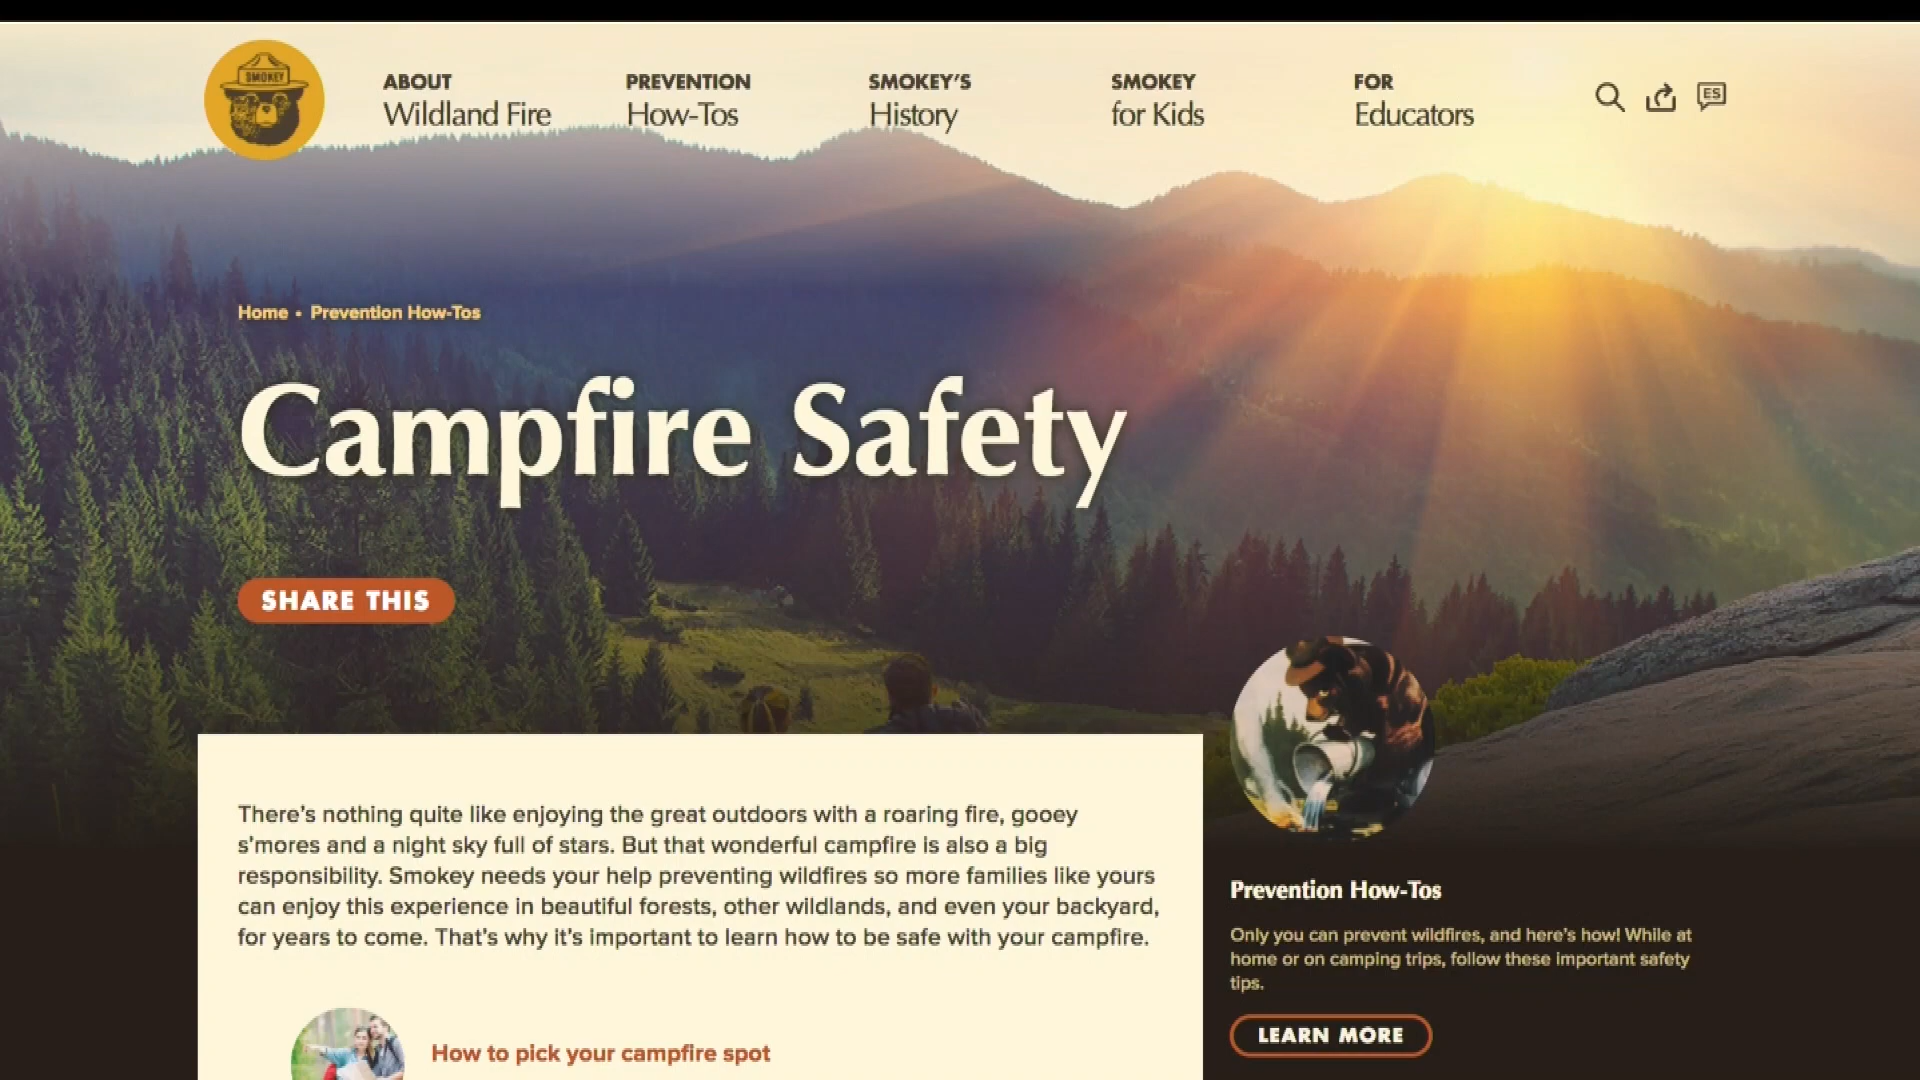 SMOKEY
ABOUT
Wildland Fire
PREVENTION
How-Tos
SMOKEY'S
History
SMOKEY
for Kids
FOR
Educators
ES
Home • Prevention How-Tos
Campfire Safety
SHARE THIS
There's nothing quite like enjoying the great outdoors with a roaring fire, gooey
s'mores and a night sky full of stars. But that wonderful campfire is also a big
responsibility. Smokey needs your help preventing wildfires so more families like yours
can enjoy this experience in beautiful forests, other wildlands, and even your backyard,
for years to come. That's why it's important to learn how to be safe with your campfire.
How to pick your campfire spot
Prevention How-Tos
Only you can prevent wildfires, and here's how! While at
home or on camping trips, follow these important safety
tips.
LEARN MORE